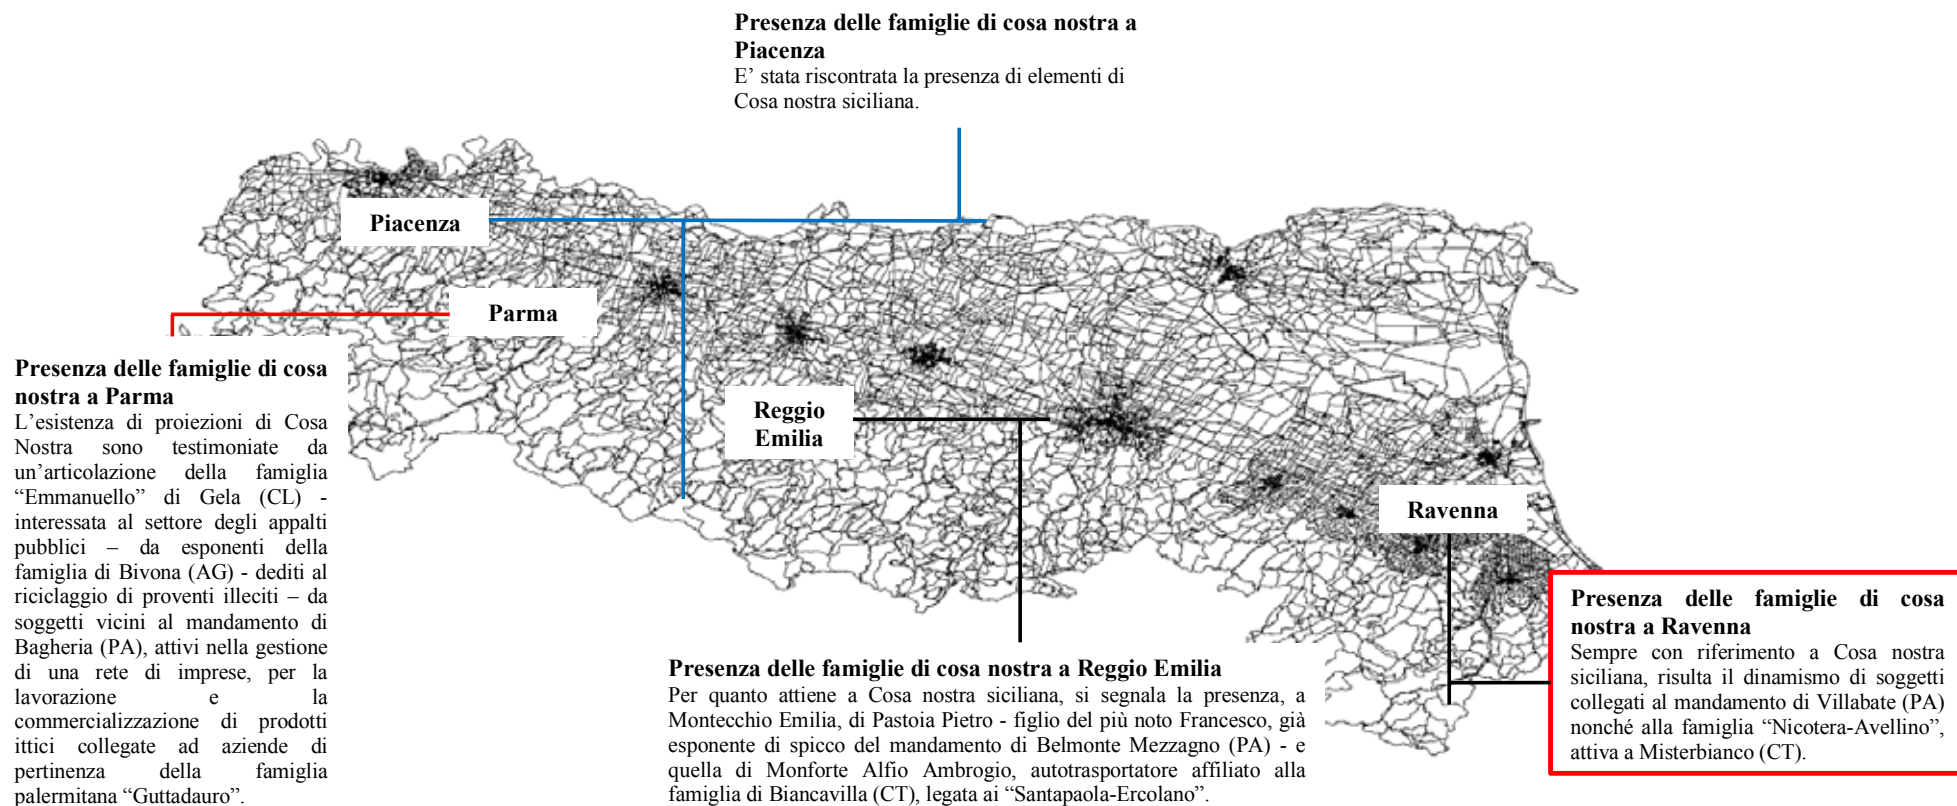 Presenza delle famiglie di cosa nostra a
Piacenza
E’ stata riscontrata la presenza di elementi di
Cosa nostra siciliana.
Piacenza
Parma
Reggio
Emilia
Ravenna
Presenza delle famiglie di cosa
nostra a Parma
L’esistenza di proiezioni di Cosa
Nostra sono testimoniate da
un’articolazione della famiglia
“Emmanuello” di Gela (CL) -
interessata al settore degli appalti
pubblici – da esponenti della
famiglia di Bivona (AG) - dediti al
riciclaggio di proventi illeciti – da
soggetti vicini al mandamento di
Bagheria (PA), attivi nella gestione
di una rete di imprese, per la
lavorazione e la
commercializzazione di prodotti
ittici collegate ad aziende di
pertinenza della famiglia
palermitana “Guttadauro”.
Presenza delle famiglie di cosa nostra a Reggio Emilia
Per quanto attiene a Cosa nostra siciliana, si segnala la presenza, a
Montecchio Emilia, di Pastoia Pietro - figlio del più noto Francesco, già
esponente di spicco del mandamento di Belmonte Mezzagno (PA) - e
quella di Monforte Alfio Ambrogio, autotrasportatore affiliato alla
famiglia di Biancavilla (CT), legata ai “Santapaola-Ercolano”.
Presenza delle famiglie di cosa
nostra a Ravenna
Sempre con riferimento a Cosa nostra
siciliana, risulta il dinamismo di soggetti
collegati al mandamento di Villabate (PA)
nonché alla famiglia “Nicotera-Avellino”,
attiva a Misterbianco (CT).